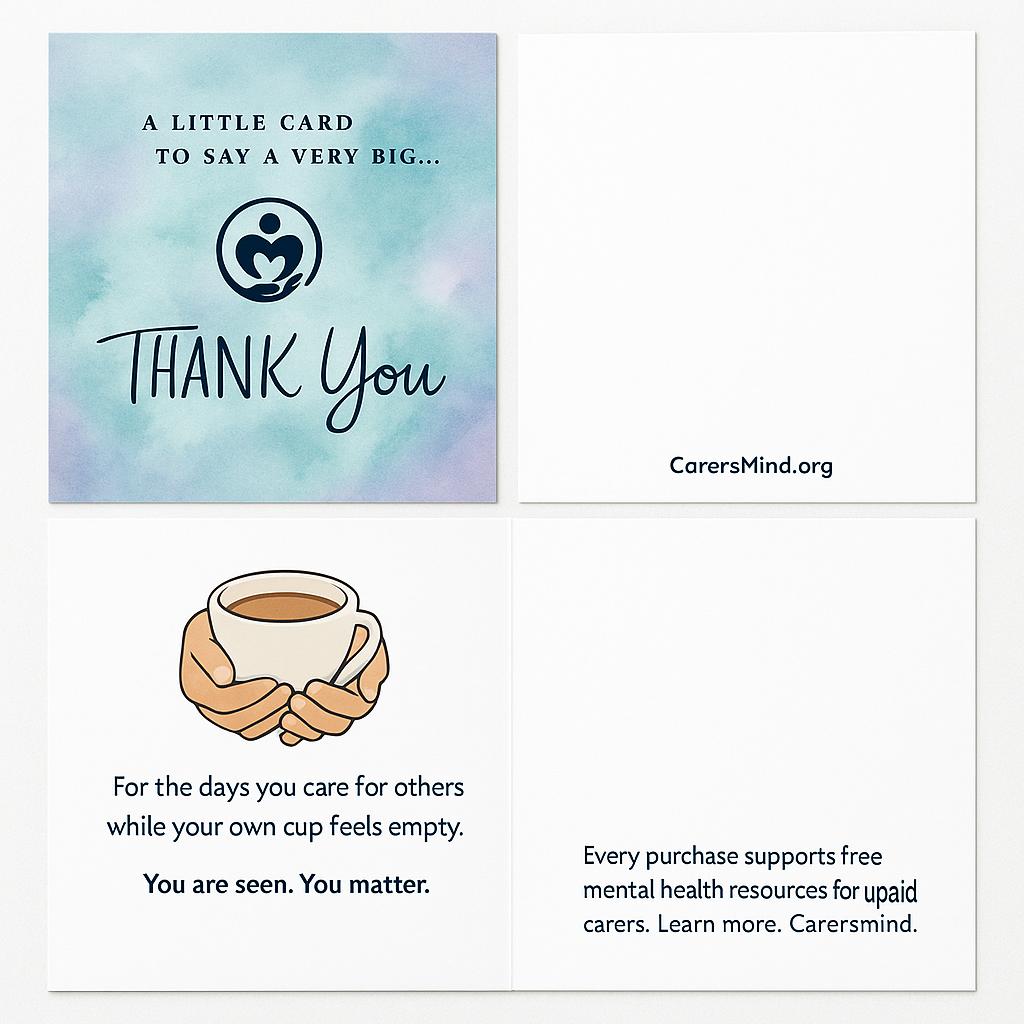 A LITTLE CARD
TO SAY A VERY BIG...
THANK You
CarersMind.org
For the days you care for others
while your own cup feels empty.
You are seen. You matter.
Every purchase supports free
mental health resources for upaid
carers. Learn more. Carersmind.